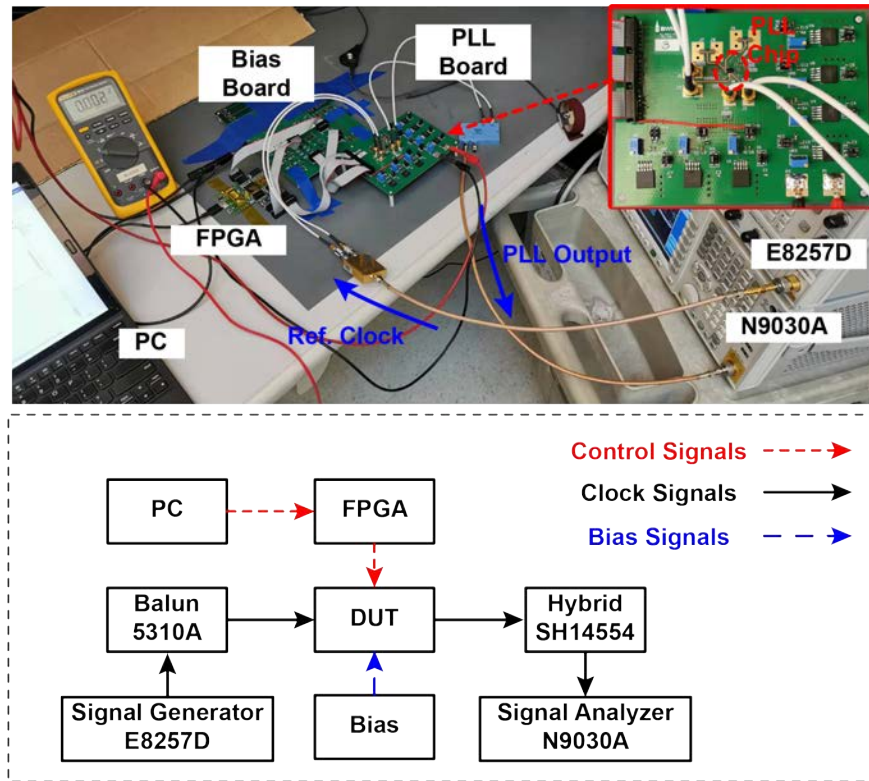 Bias
Board
PLL
Board
PLL
Chip
FPGA
PLL Output
E8257D
Ref. Clock
N9030A
PC
Control Signals
Clock Signals
Bias Signals
PC
FPGA
Balun
5310A
DUT
Hybrid
SH14554
Signal Generator
E8257D
Bias
Signal Analyzer
N9030A